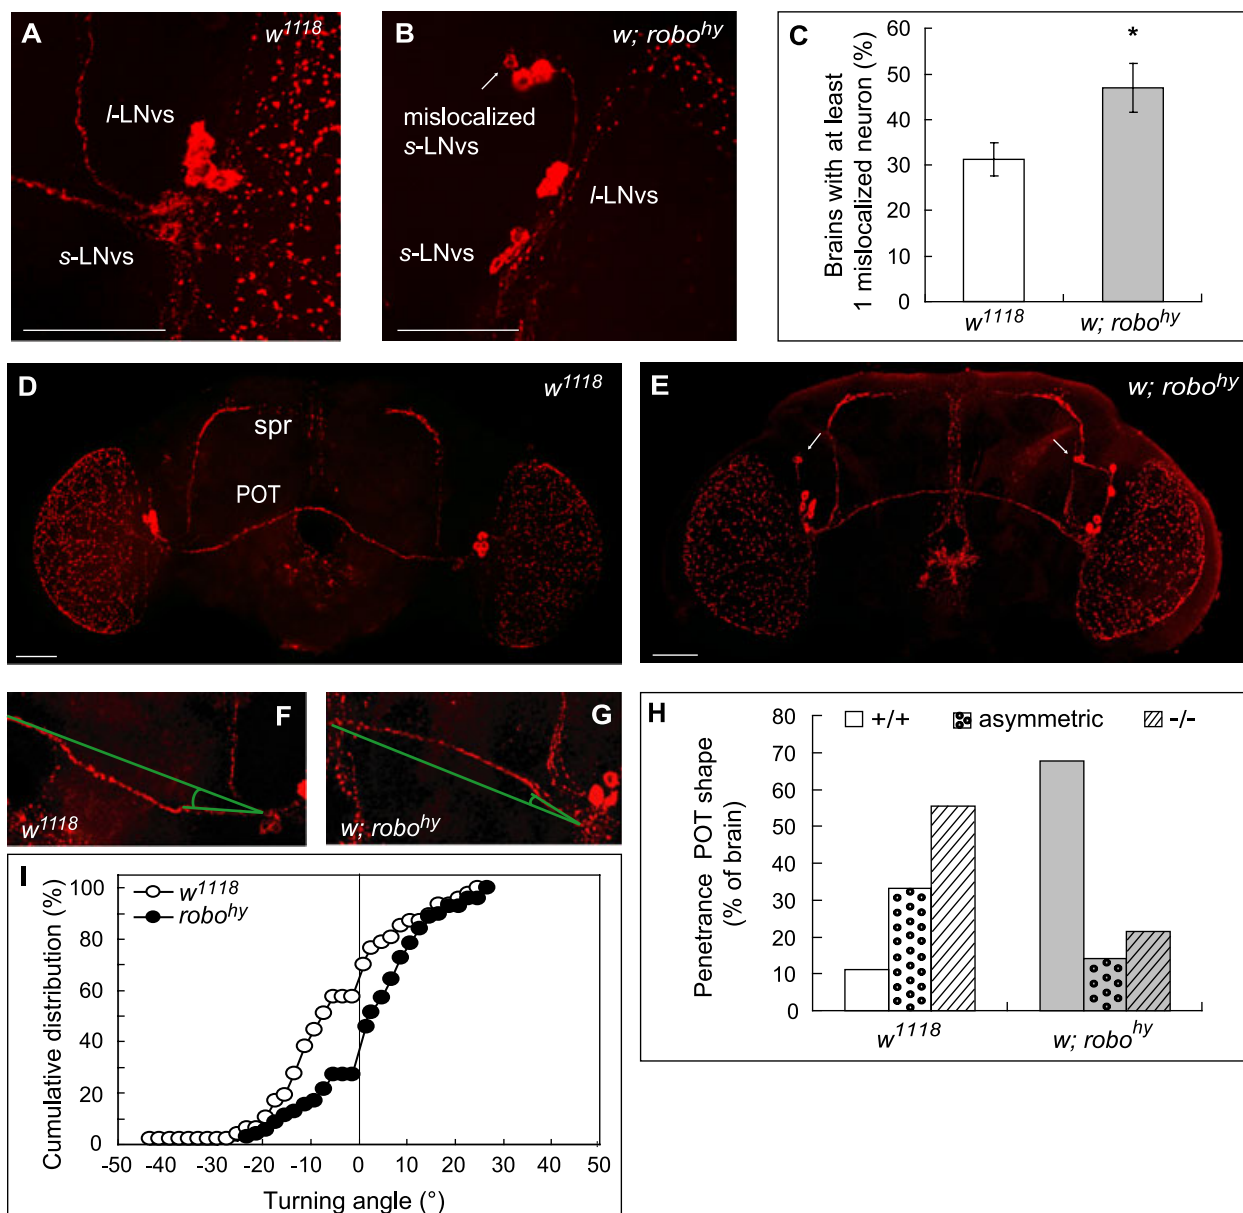 A
w1118
l-LNvs
s-LNvs
B
w; robohy
mislocalized
s-LNvs
l-LNvs
s-LNvs
C
Brains with at least
1 mislocalized neuron (%)
60
50
40
30
20
10
0
*
w1118
w; robohy
D
w1118
spr
POT
E
w; robohy
F
w1118
G
w; robohy
H
Penetrance POT shape
(% of brain)
80
70
60
50
40
30
20
10
0
+/+
asymmetric
-/-
w1118
w; robohy
I
w1118
robohy
Cumulative distribution (%)
100
80
60
40
20
0
-50 -40 -30 -20 -10 0 10 20 30 40 50
Turning angle (°)